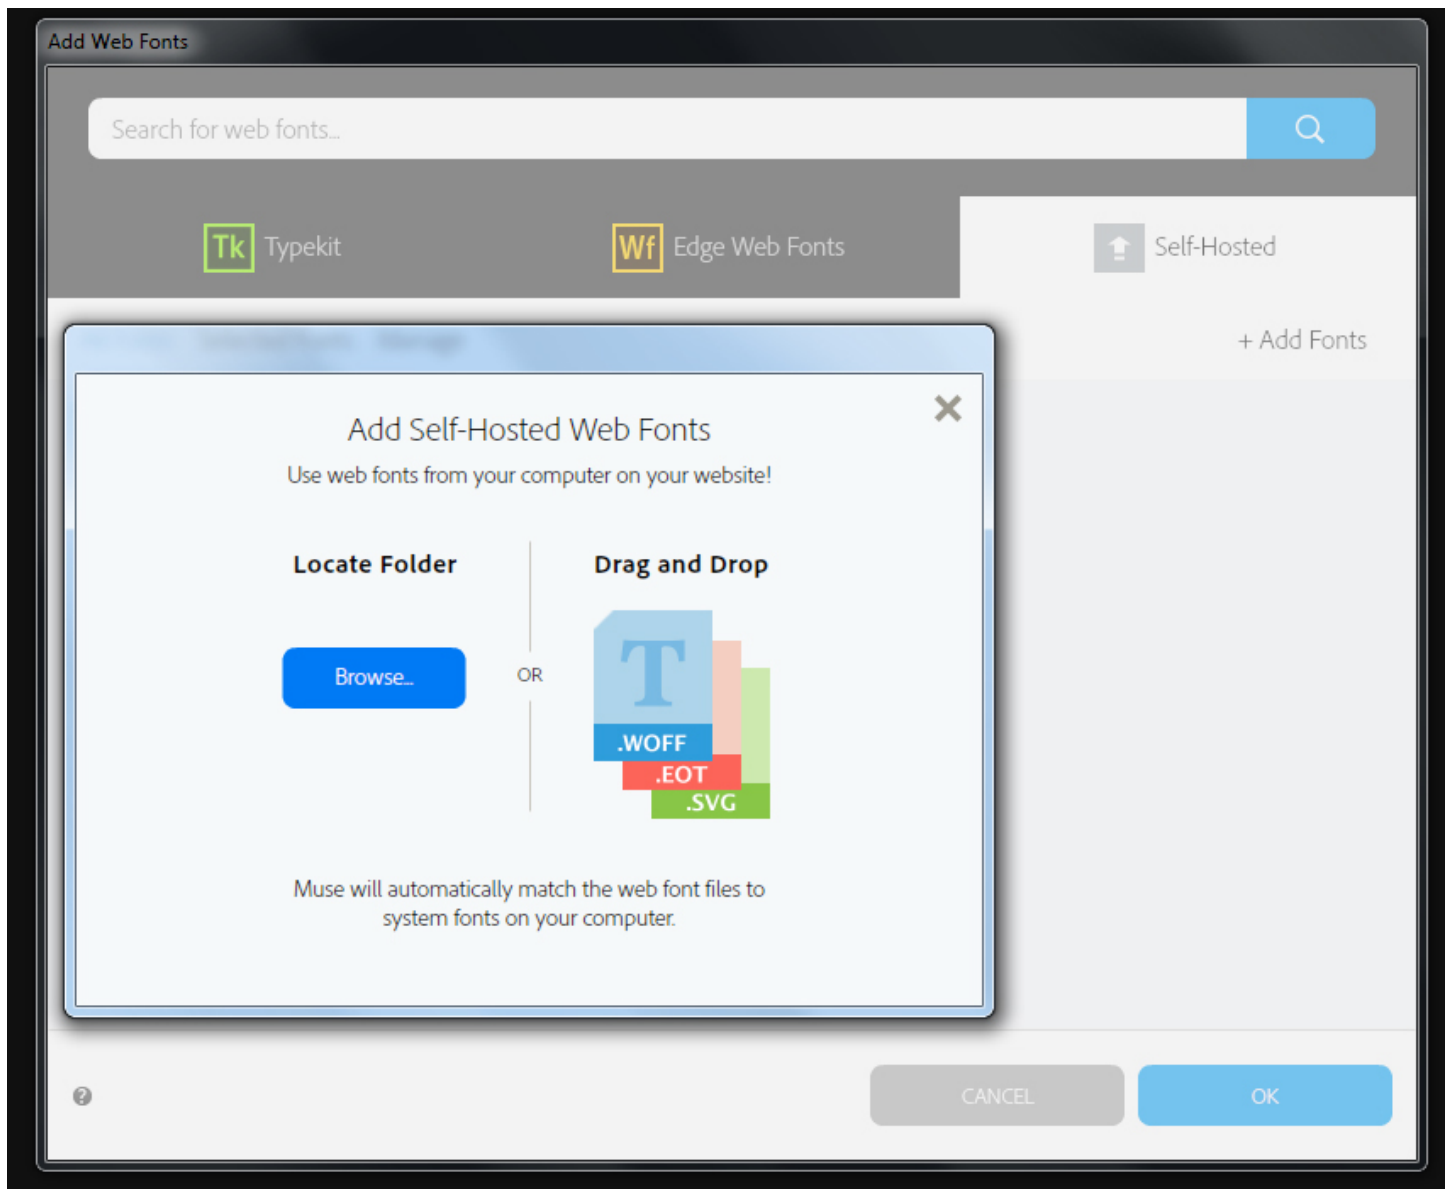 Add Web Fonts
Search for web fonts...
Tk Typekit
Wf Edge Web Fonts
Self-Hosted
+ Add Fonts
Add Self-Hosted Web Fonts
Use web fonts from your computer on your website!
Locate Folder
Browse...
OR
Drag and Drop
T
.WOFF
.EOT
.SVG
Muse will automatically match the web font files to
system fonts on your computer.
?
CANCEL
OK